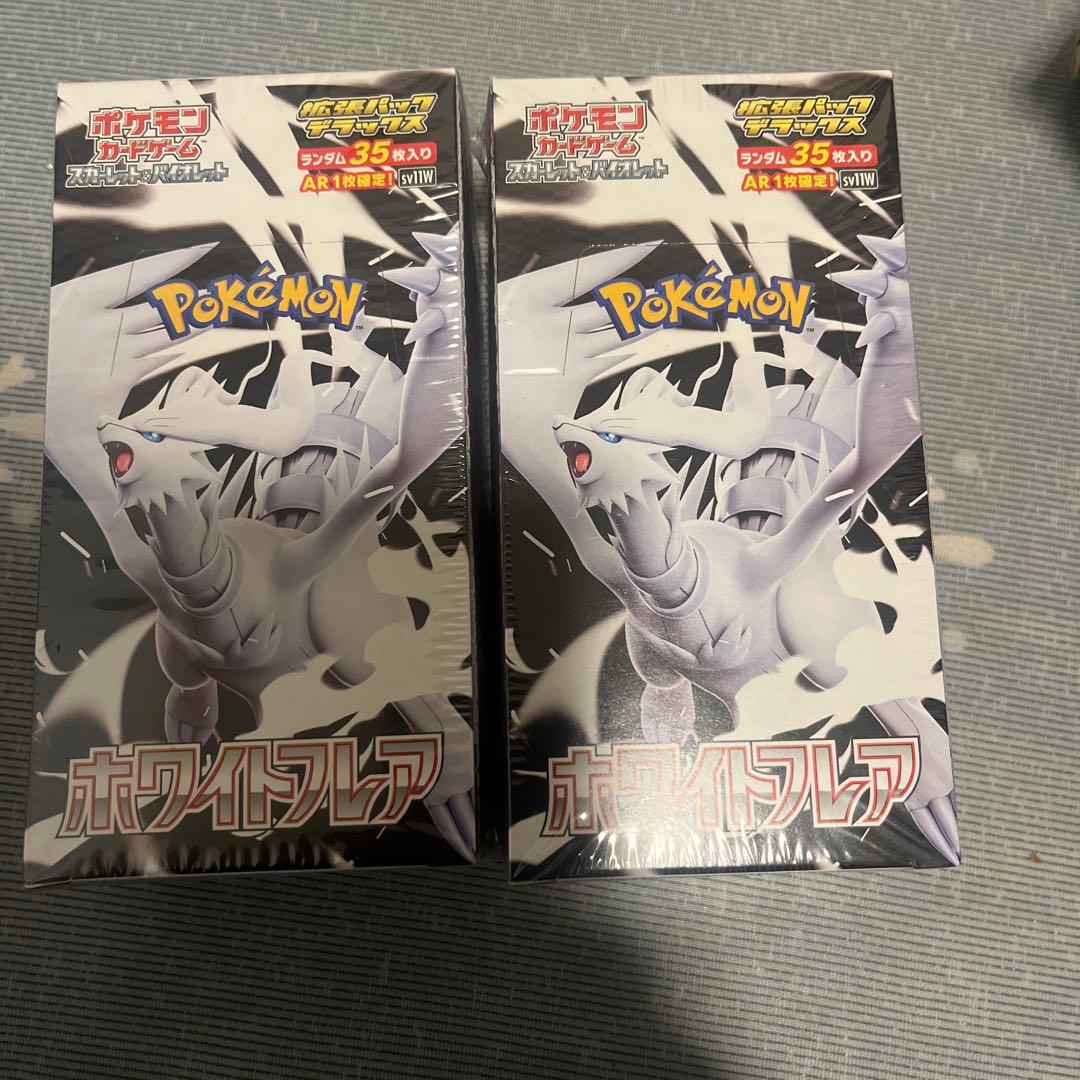 ポケモン
カードゲーム™
スカーレット&バイオレット
拡張パック
デラックス
ランダム35枚入り
AR1枚確定! sv11W
POKéMON
ホワイトフレア
ポケモン
カードゲーム™
スカーレット&バイオレット
拡張パック
デラックス
ランダム35枚入り
AR1枚確定! sv11W
POKéMON™
ホワイトフレア